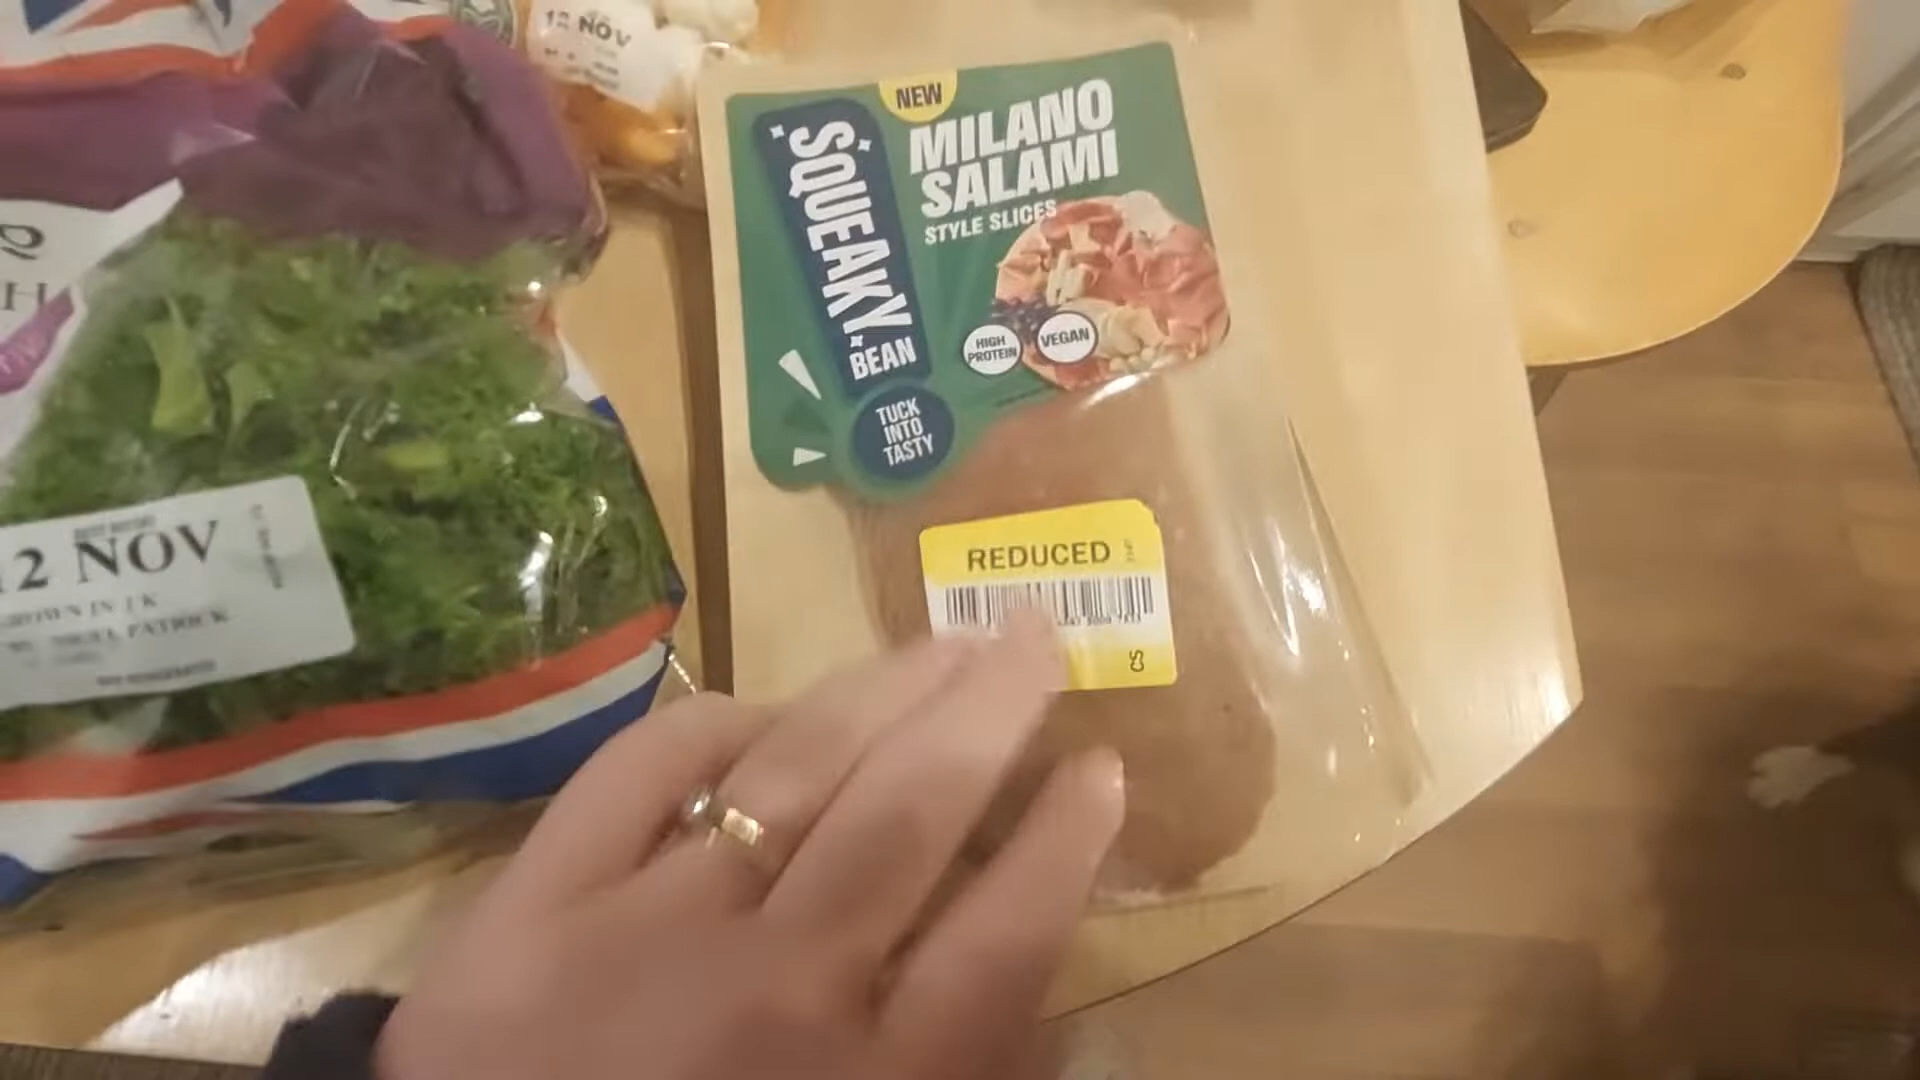 12 NOV
NEW
MILANO
SALAMI
STYLE SLICES
SQUEAKY
BEAN
HIGH
PROTEIN
VEGAN
TUCK
INTO
TASTY
REDUCED
12 NOV
GROWN IN UK
PATRICK